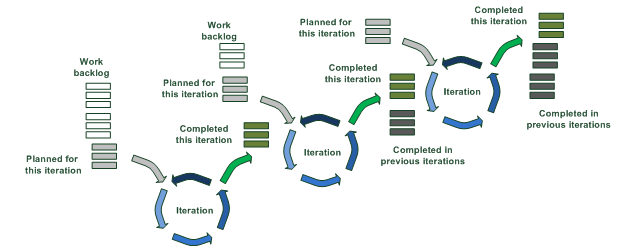 Work
backlog
Planned for
this iteration
Completed
this iteration
Iteration
Work
backlog
Planned for
this iteration
Completed
this iteration
Completed in
previous iterations
Iteration
Planned for
this iteration
Completed
this iteration
Completed in
previous iterations
Iteration